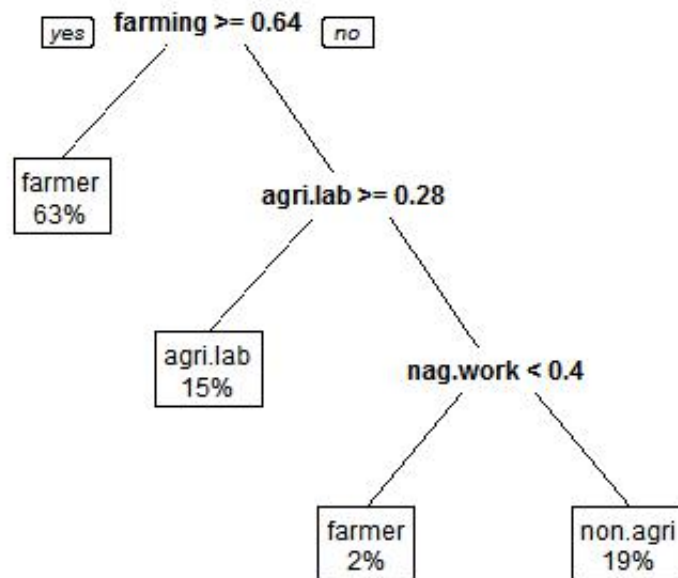 yes farming >= 0.64 no
farmer
63%
agri.lab >= 0.28
agri.lab
15%
nag.work < 0.4
farmer
2%
non.agri
19%